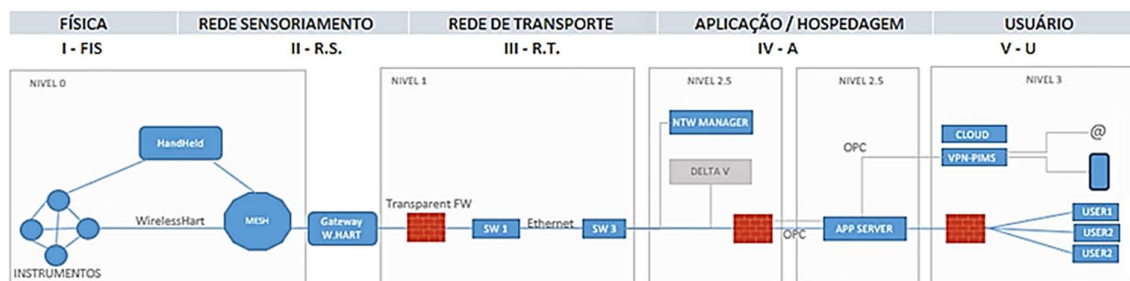 FÍSICA
REDE SENSORIAMENTO
REDE DE TRANSPORTE
APLICAÇÃO / HOSPEDAGEM
USUÁRIO
I - FIS
II - R.S.
III - R.T.
IV - A
V - U
NIVEL 0
NIVEL 1
NIVEL 2.5
NIVEL 2.5
NIVEL 3
HandHeld
NTW MANAGER
CLOUD
@
OPC
VPN-PIMS
DELTA V
WirelessHart
MESH
Gateway
W.HART
Transparent FW
SW 1
Ethernet
SW 3
OPC
APP SERVER
USER1
USER2
USER2
INSTRUMENTOS